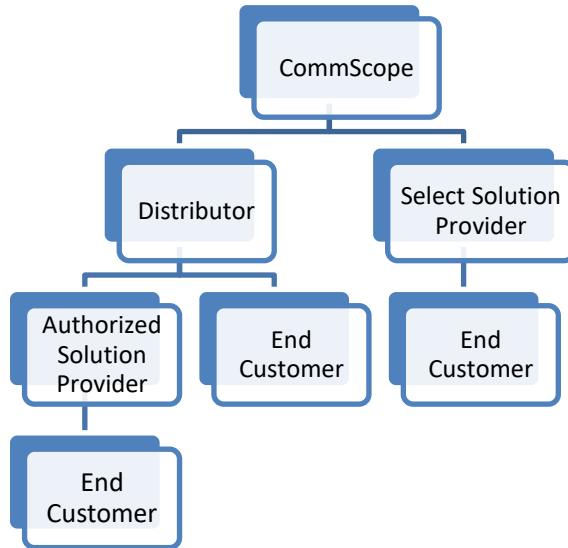 CommScope
Distributor
Select Solution
Provider
Authorized
Solution
Provider
End
Customer
End
Customer
End
Customer